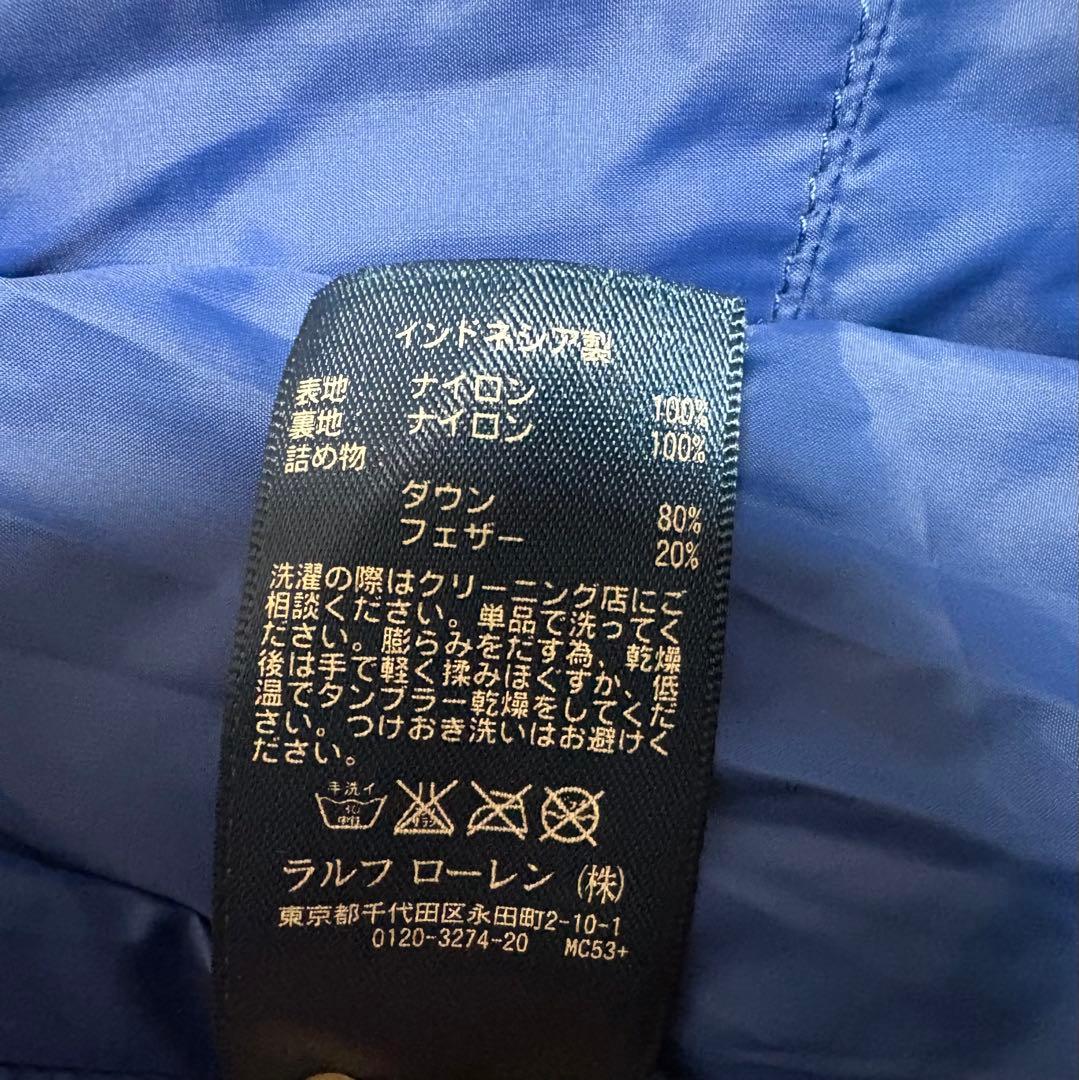 インドネシア製
表地 ナイロン 100%
裏地 ナイロン 100%
詰め物
ダウン 80%
フェザー 20%
洗濯の際はクリーニング店にご
相談ください。単品で洗ってく
ださい。膨らみをだす為、乾燥
後は手で軽く揉みほぐすか、低
温でタンブラー乾燥をしてくだ
さい。つけおき洗いはお避けく
ださい。
手洗イ
ラルフ ローレン (株)
東京都千代田区永田町2-10-1
0120-3274-20 MC53+